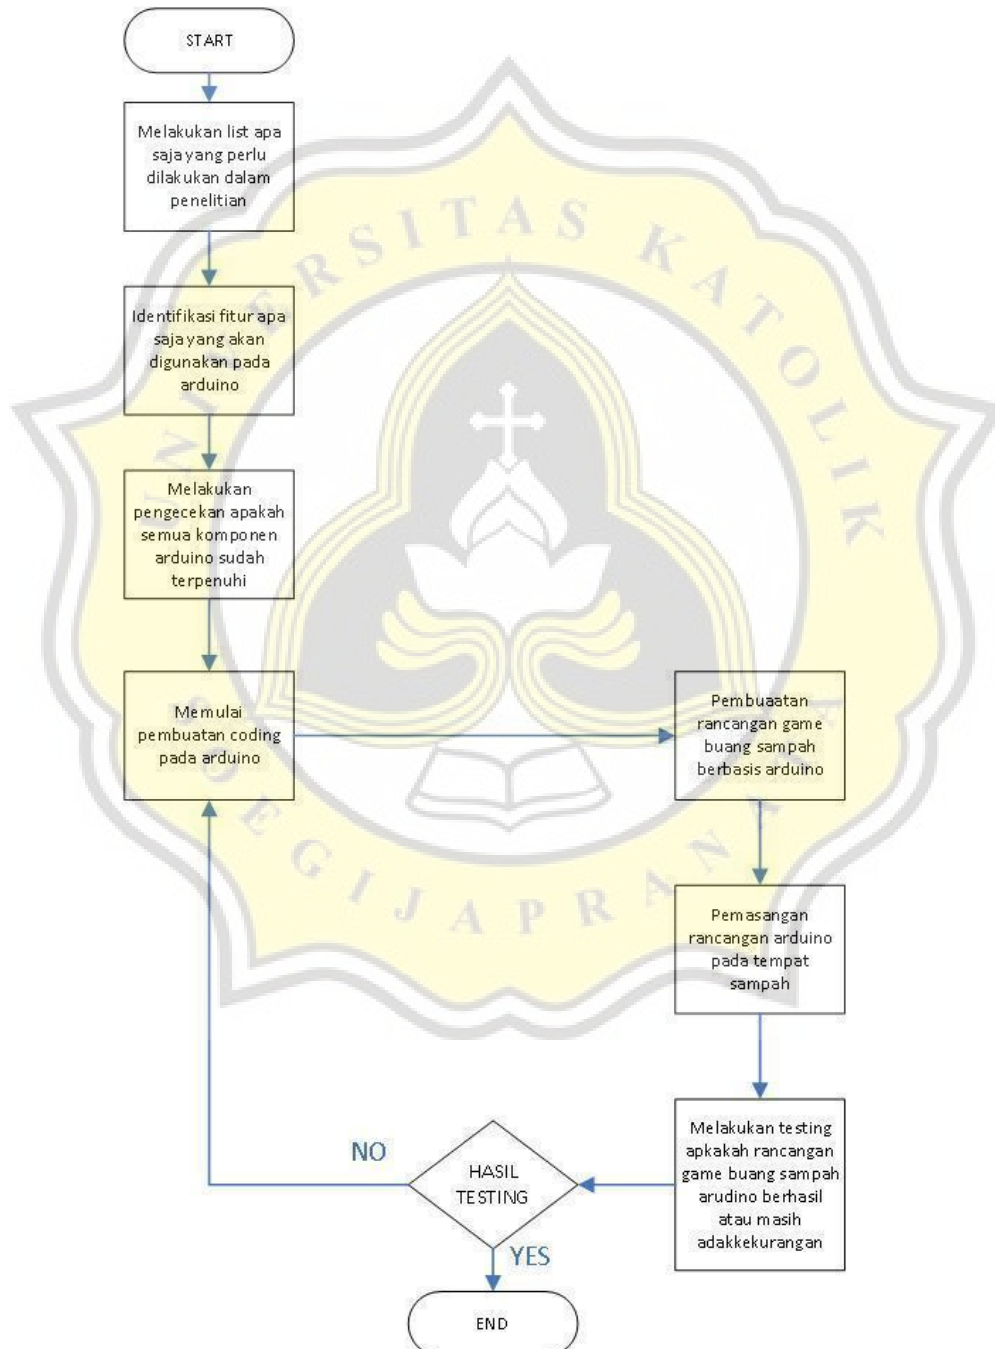 START
Melakukan list apa
saja yang perlu
dilakukan dalam
penelitian
Identifikasi fitur apa
saja yang akan
digunakan pada
arduino
Melakukan
pengecekan apakah
semua komponen
arduino sudah
terpenuhi
Memulai
pembuatan coding
pada arduino
Pembuaatan
rancangan game
buang sampah
berbasis arduino
Pemasangan
rancangan arduino
pada tempat
sampah
Melakukan testing
apkakah rancangan
game buang sampah
arudino berhasil
atau masih
adakkekurangan
HASIL
TESTING
NO
YES
END
UNIVERSITAS KATOLIK
SOEGIJAPRANATA